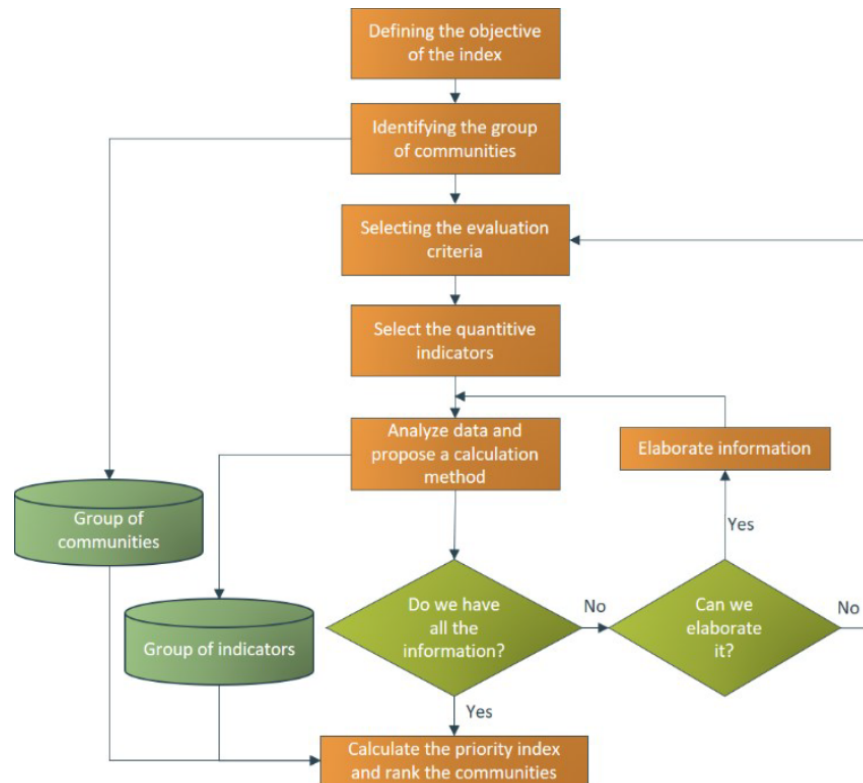 Defining the objective
of the index
Identifying the group
of communities
Selecting the evaluation
criteria
Select the quantitive
indicators
Analyze data and
propose a calculation
method
Elaborate information
Group of
communities
Yes
Do we have
all the
information?
No
Can we
elaborate
it?
No
Group of indicators
Yes
Calculate the priority index
and rank the communities